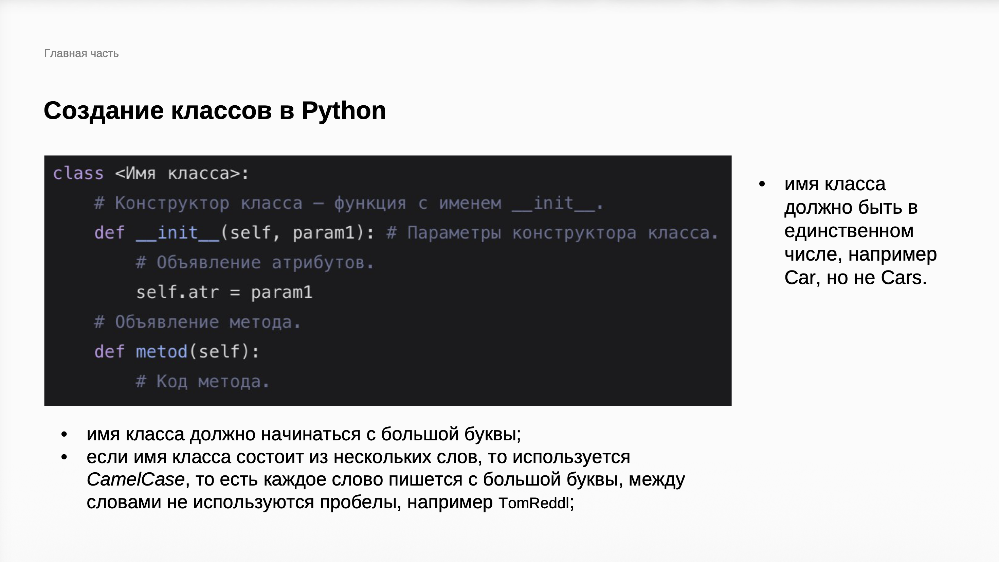 Главная часть
Создание классов в Python
class <Имя класса>:
    # Конструктор класса — функция с именем __init__.
    def __init__(self, param1): # Параметры конструктора класса.
        # Объявление атрибутов.
        self.atr = param1
    # Объявление метода.
    def metod(self):
        # Код метода.
• имя класса
должно быть в
единственном
числе, например
Car, но не Cars.
• имя класса должно начинаться с большой буквы;
• если имя класса состоит из нескольких слов, то используется
CamelCase, то есть каждое слово пишется с большой буквы, между
словами не используются пробелы, например TomReddl;